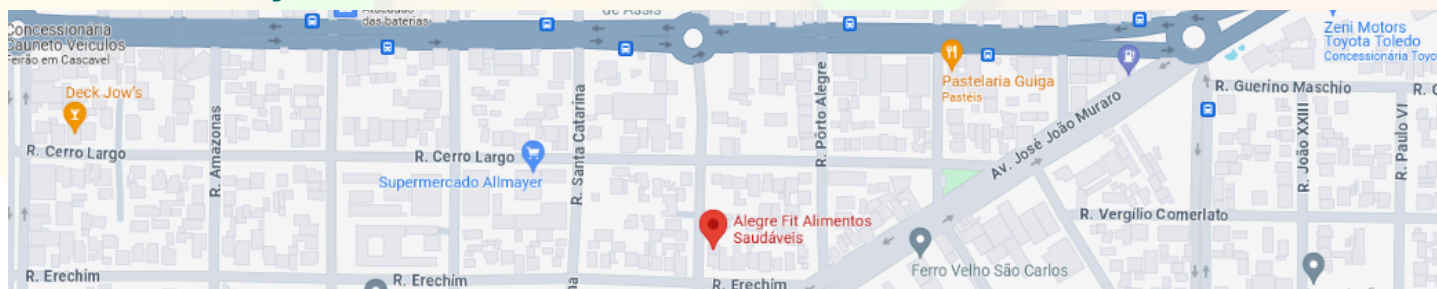 das baterias
de Assis
Concessionária
Cauneto Veiculos
Feirão em Cascavel
Zeni Motors
Toyota Toledo
Concessionária Toyo
Pastelaria Guiga
Pastéis
Deck Jow's
R. Guerino Maschio
R. Amazonas
R. Santa Catarina
R. Pôrto Alegre
Av. José João Muraro
R. João XXIII
R. Paulo VI
R. Cerro Largo
R. Cerro Largo
Supermercado Allmayer
Alegre Fit Alimentos
Saudáveis
R. Vergílio Comerlato
Ferro Velho São Carlos
R. Erechim
R. Erechim
R. Erechim